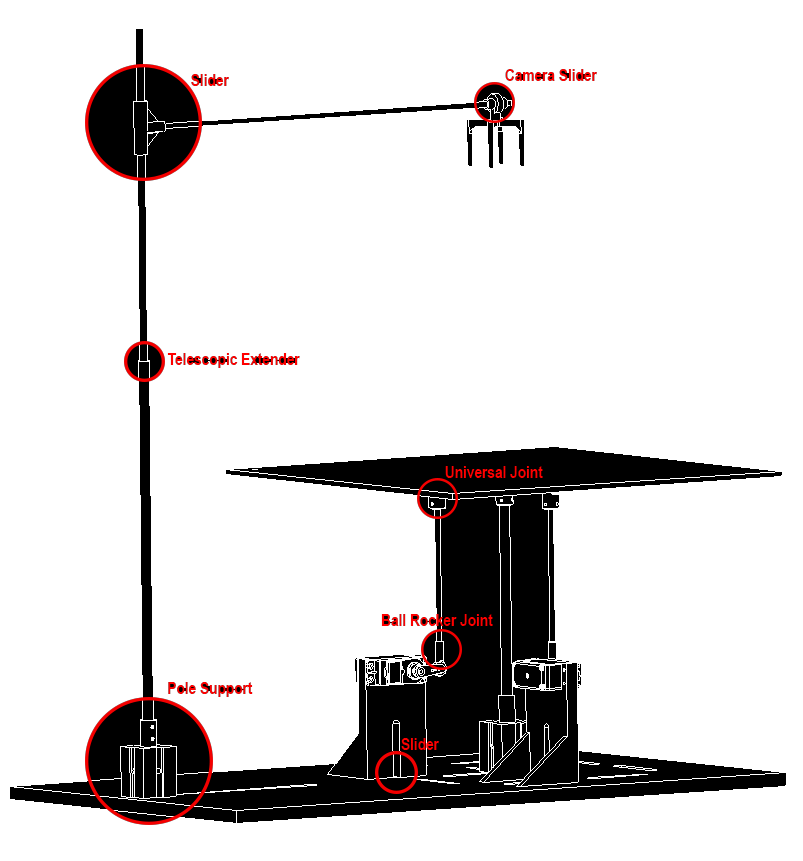 Camera Slider
Slider
Telescopic Extender
Universal Joint
Ball Rocker Joint
Pole Support
Slider